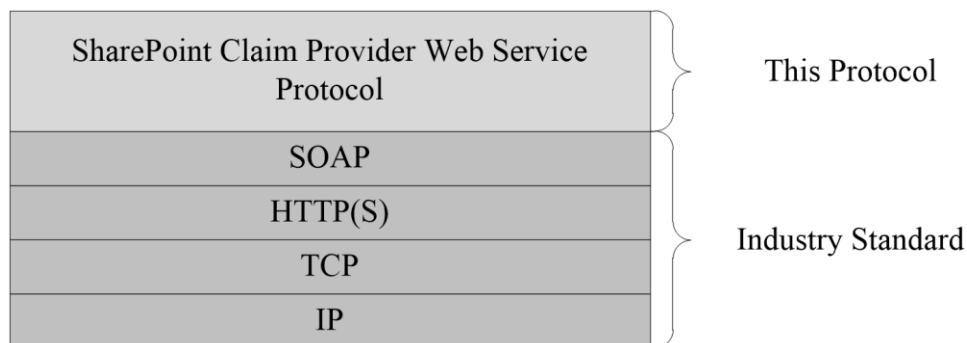 SharePoint Claim Provider Web Service
Protocol
This Protocol
SOAP
HTTP(S)
TCP
IP
Industry Standard